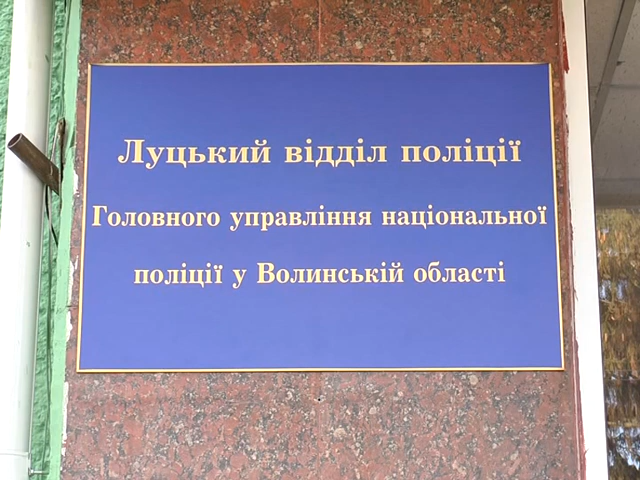 Луцький відділ поліції
Головного управління національної
поліції у Волинській області